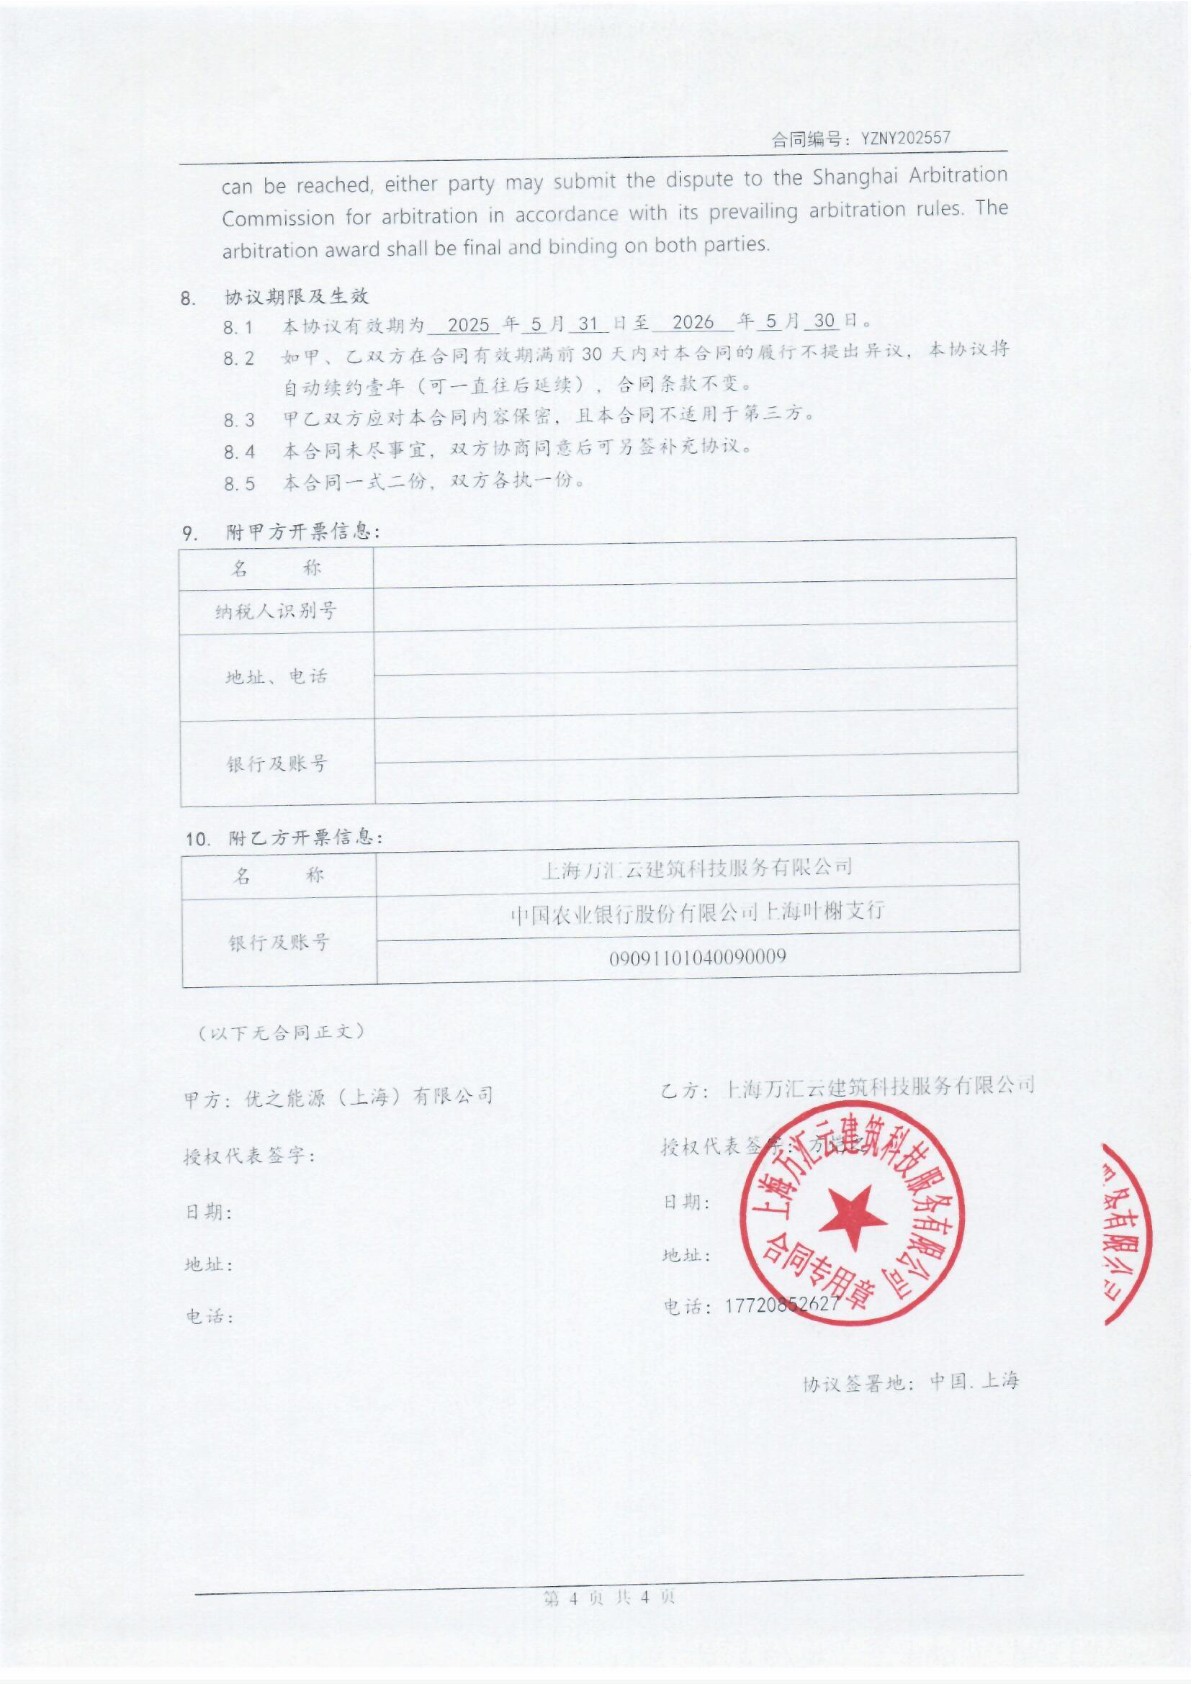 合同编号：YZNY202557
can be reached, either party may submit the dispute to the Shanghai Arbitration
Commission for arbitration in accordance with its prevailing arbitration rules. The
arbitration award shall be final and binding on both parties.
8. 协议期限及生效
8.1 本协议有效期为 2025 年 5 月 31 日至 2026 年 5 月 30 日。
8.2 如甲、乙双方在合同有效期满前30天内对本合同的履行不提出异议，本协议将
自动续约壹年（可一直往后延续），合同条款不变。
8.3 甲乙双方应对本合同内容保密，且本合同不适用于第三方。
8.4 本合同未尽事宜，双方协商同意后可另签补充协议。
8.5 本合同一式二份，双方各执一份。
9. 附甲方开票信息：
名 称
纳税人识别号
地址、电话
银行及账号
10. 附乙方开票信息：
名 称 上海万汇云建筑科技服务有限公司
银行及账号 中国农业银行股份有限公司上海叶榭支行
09091101040090009
（以下无合同正文）
甲方：优之能源（上海）有限公司
授权代表签字：
日期：
地址：
电话：
乙方：上海万汇云建筑科技服务有限公司
授权代表签字：方
日期：
地址：
电话：17720852627
上海万汇云建筑科技服务有限公司
合同专用章
务有限公司
协议签署地：中国.上海
第 4 页 共 4 页